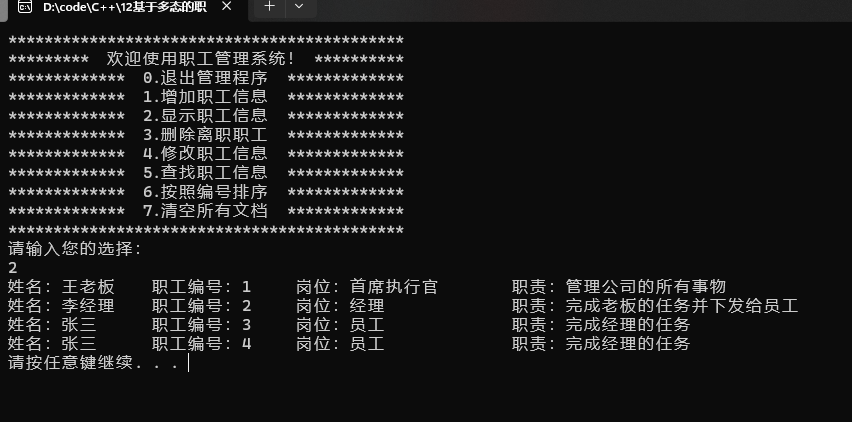 D:\code\C++\12基于多态的职
********************************************
********* 欢迎使用职工管理系统! **********
************* 0.退出管理程序 *************
************* 1.增加职工信息 *************
************* 2.显示职工信息 *************
************* 3.删除离职职工 *************
************* 4.修改职工信息 *************
************* 5.查找职工信息 *************
************* 6.按照编号排序 *************
************* 7.清空所有文档 *************
********************************************
请输入您的选择:
2
姓名: 王老板 职工编号: 1 岗位: 首席执行官 职责: 管理公司的所有事物
姓名: 李经理 职工编号: 2 岗位: 经理 职责: 完成老板的任务并下发给员工
姓名: 张三 职工编号: 3 岗位: 员工 职责: 完成经理的任务
姓名: 张三 职工编号: 4 岗位: 员工 职责: 完成经理的任务
请按任意键继续. . .